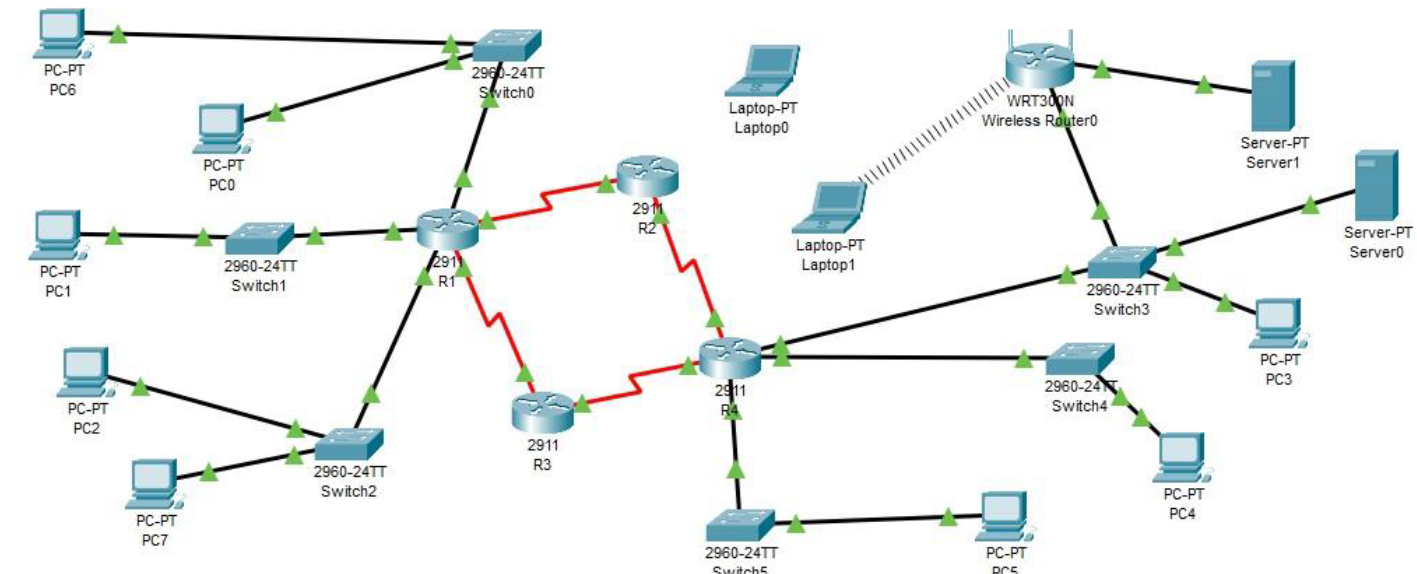 PC-PT
PC6
2960-24TT
Switch0
PC-PT
PC0
Laptop-PT
Laptop0
WRT300N
Wireless Router0
Server-PT
Server1
Server-PT
Server0
PC-PT
PC1
2960-24TT
Switch1
2911
R1
2911
R2
Laptop-PT
Laptop1
2960-24TT
Switch3
PC-PT
PC3
PC-PT
PC2
2960-24TT
Switch2
PC-PT
PC7
2911
R3
2911
R4
2960-24TT
Switch4
PC-PT
PC4
2960-24TT
Switch5
PC-PT
PC5